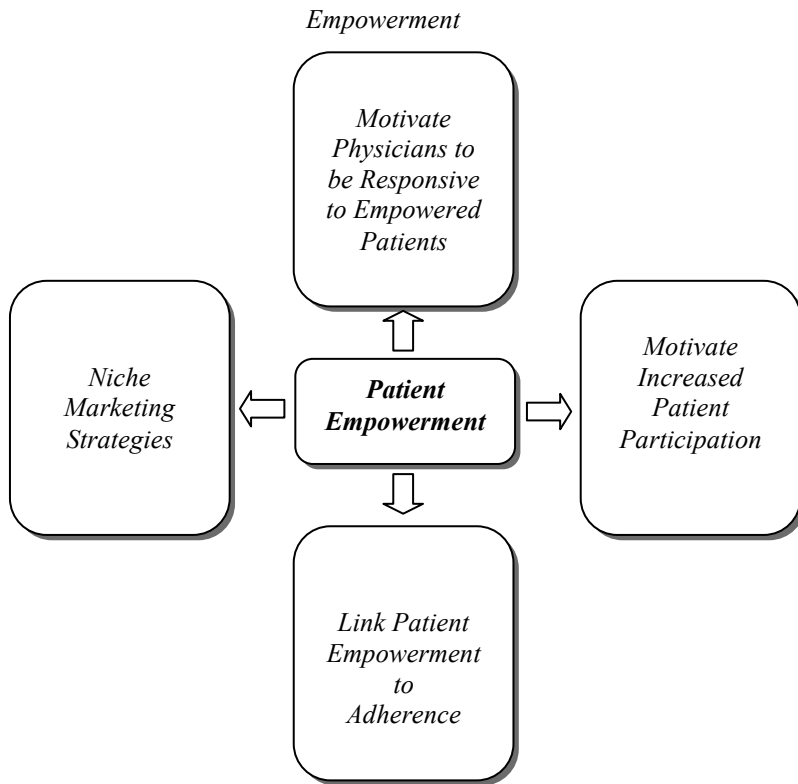 Empowerment
Motivate
Physicians to
be Responsive
to Empowered
Patients
Niche
Marketing
Strategies
Patient
Empowerment
Motivate
Increased
Patient
Participation
Link Patient
Empowerment
to
Adherence